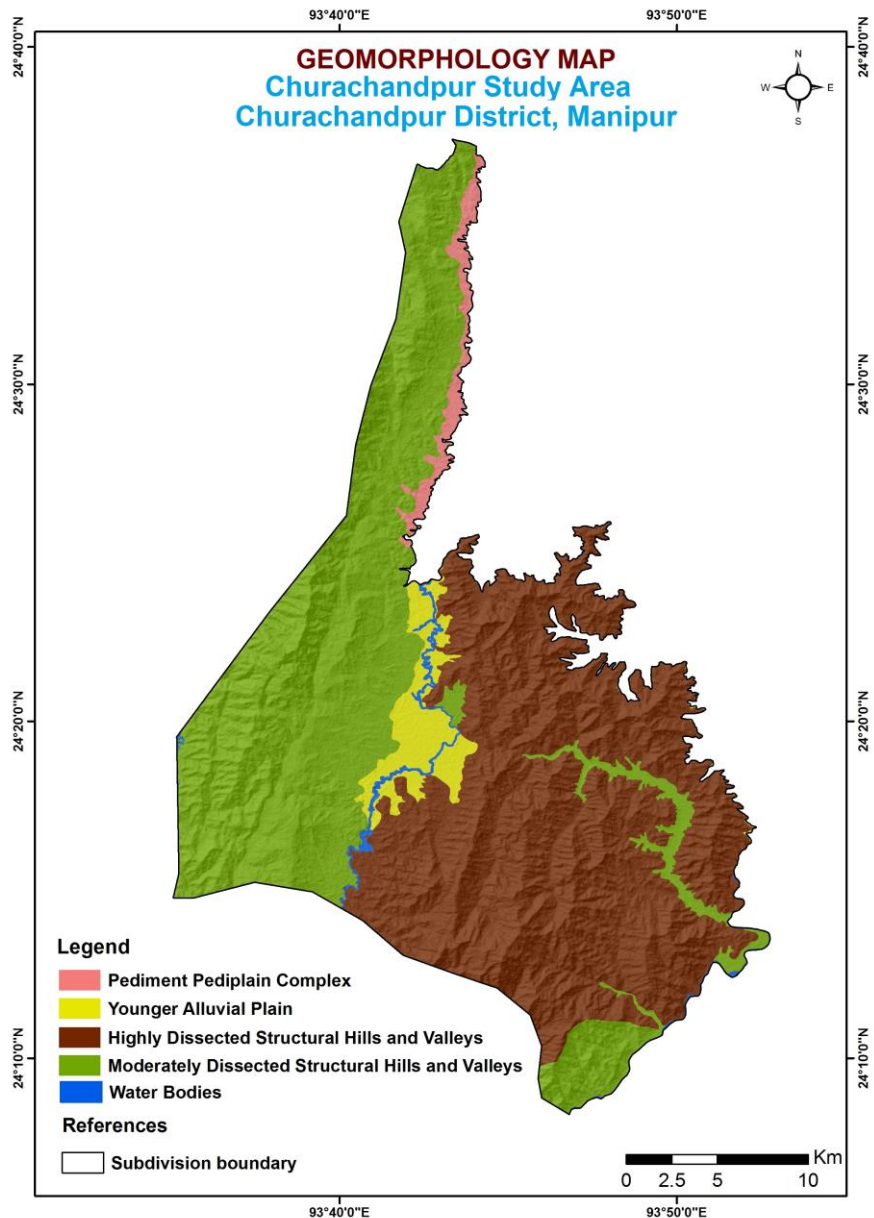 93°40'0"E 93°50'0"E
24°40'0"N 24°40'0"N
GEOMORPHOLOGY MAP
Churachandpur Study Area
Churachandpur District, Manipur
N
W E
S
24°30'0"N 24°30'0"N
24°20'0"N 24°20'0"N
Legend
Pediment Pediplain Complex
Younger Alluvial Plain
Highly Dissected Structural Hills and Valleys
Moderately Dissected Structural Hills and Valleys
Water Bodies
24°10'0"N 24°10'0"N
References
Subdivision boundary
Km
0 2.5 5 10
93°40'0"E 93°50'0"E